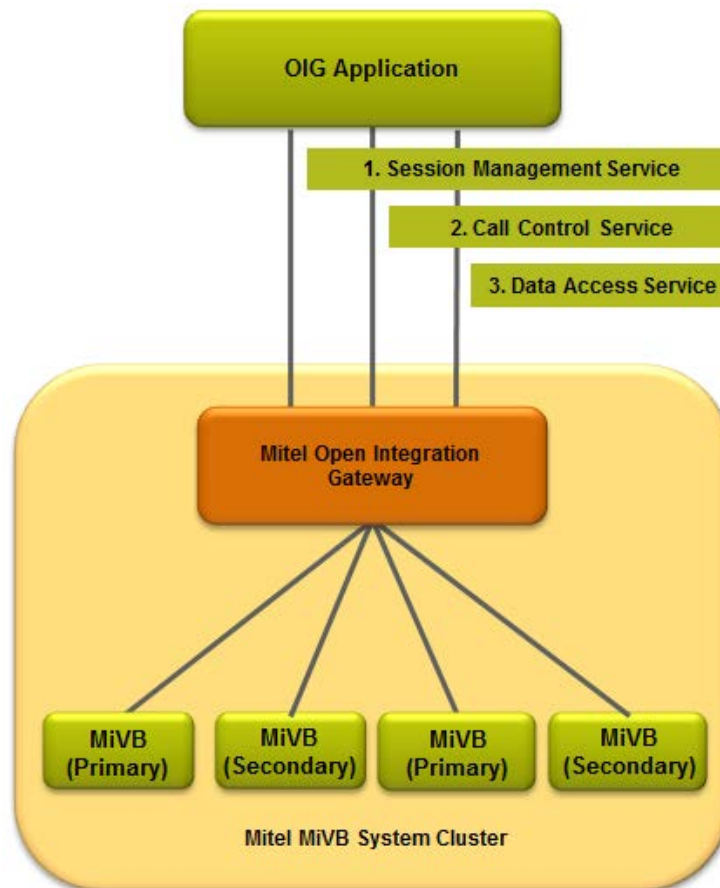 OIG Application
1. Session Management Service
2. Call Control Service
3. Data Access Service
Mitel Open Integration
Gateway
MiVB
(Primary)
MiVB
(Secondary)
MiVB
(Primary)
MiVB
(Secondary)
Mitel MiVB System Cluster